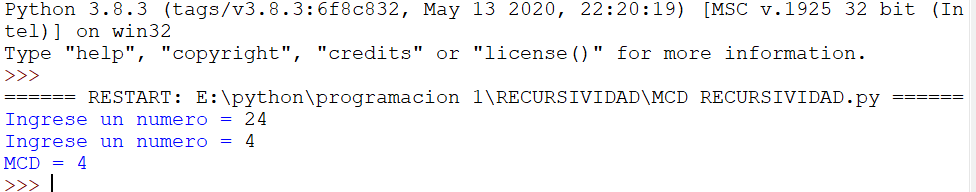 Python 3.8.3 (tags/v3.8.3:6f8c832, May 13 2020, 22:20:19) [MSC v.1925 32 bit (In
tel)] on win32
Type "help", "copyright", "credits" or "license()" for more information.
>>>
====== RESTART: E:\python\programacion 1\RECURSIVIDAD\MCD RECURSIVIDAD.py ======
Ingrese un numero = 24
Ingrese un numero = 4
MCD = 4
>>>